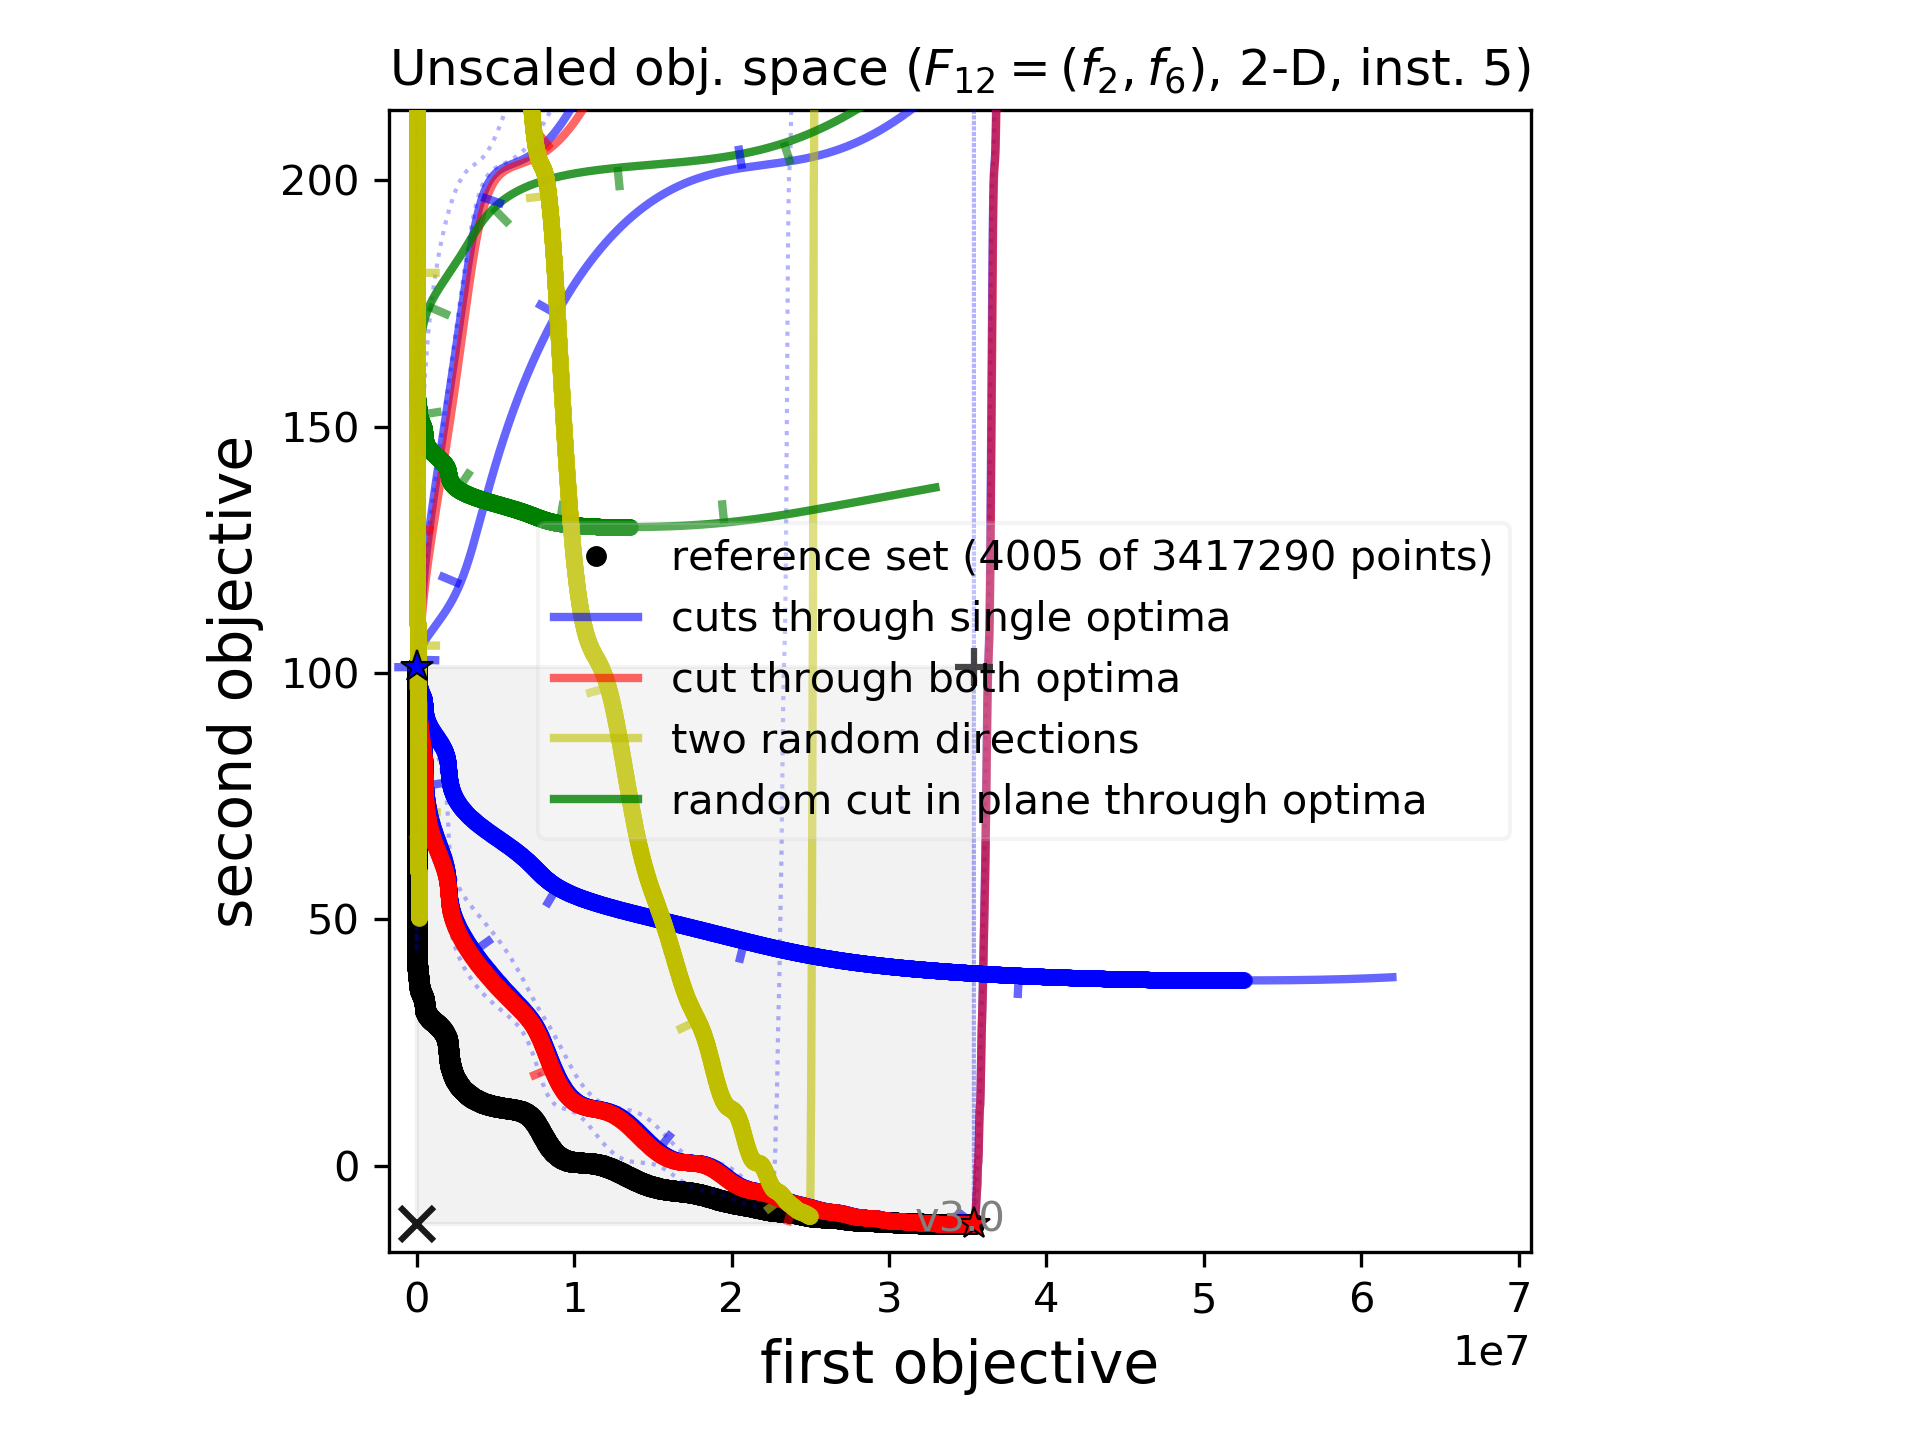 Unscaled obj. space (F₁₂ = (f₂, f₆), 2-D, inst. 5)
200
150
100
50
0
second objective
reference set (4005 of 3417290 points)
cuts through single optima
cut through both optima
two random directions
random cut in plane through optima
v3.0
0 1 2 3 4 5 6 7
1e7
first objective